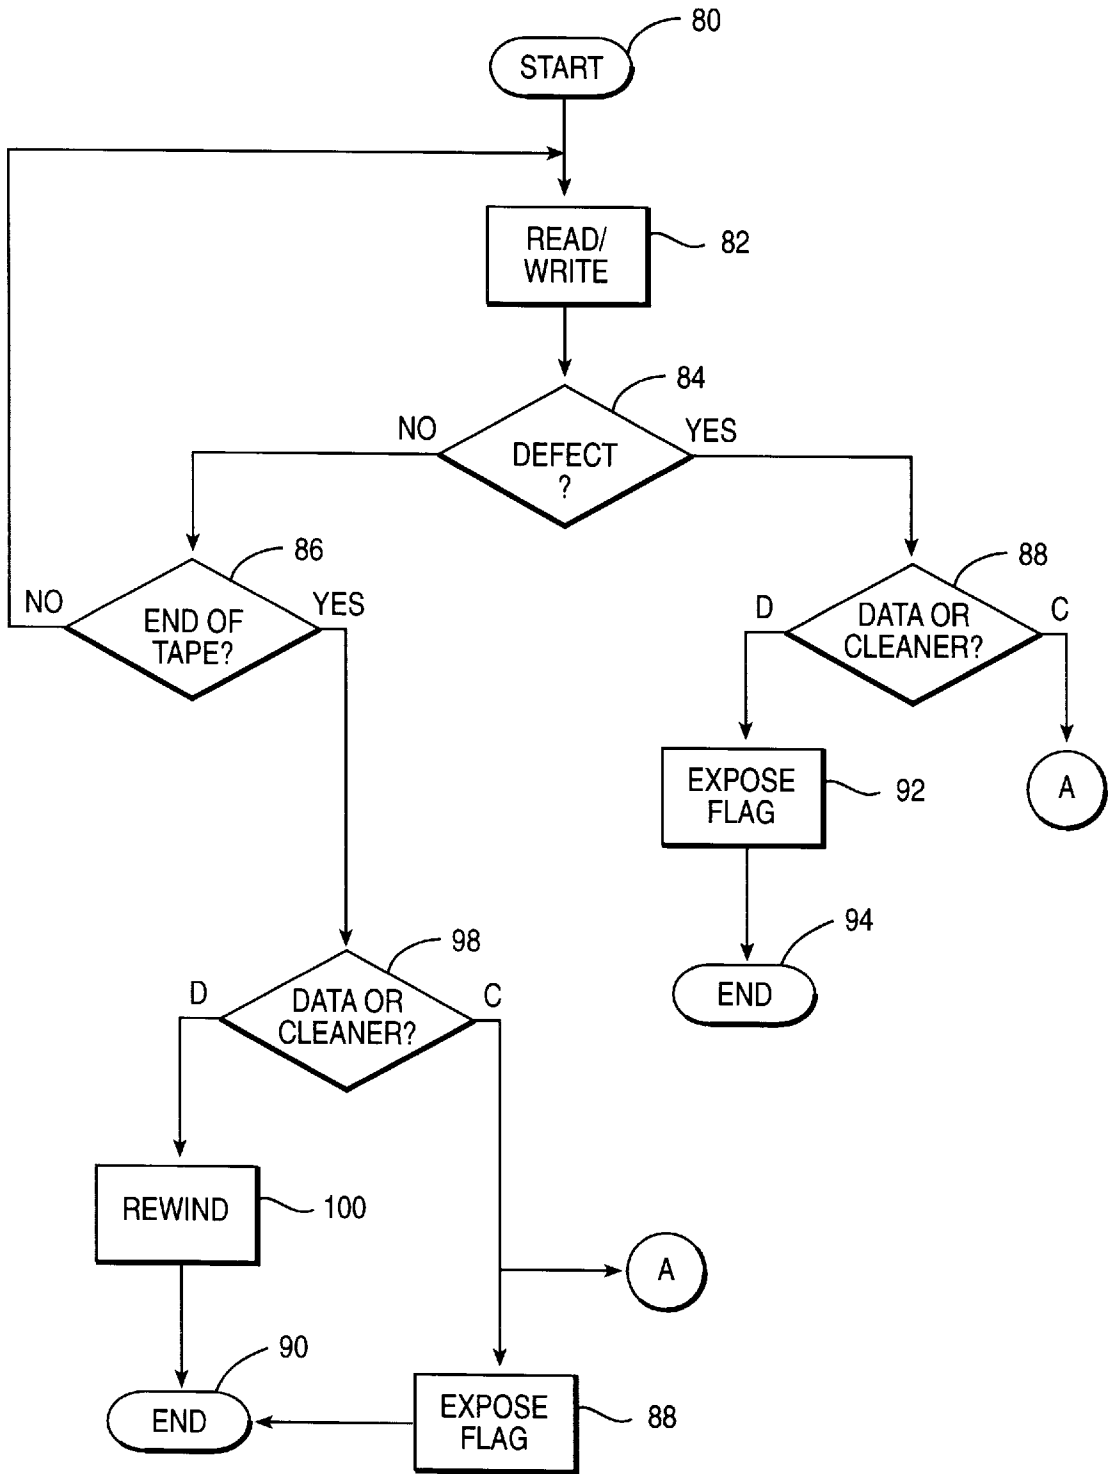 80
START
READ/
WRITE
82
84
NO
YES
DEFECT
?
86
88
NO
YES
END OF
TAPE?
D
C
DATA OR
CLEANER?
EXPOSE
FLAG
92
A
94
END
98
D
C
DATA OR
CLEANER?
REWIND
100
A
90
END
EXPOSE
FLAG
88